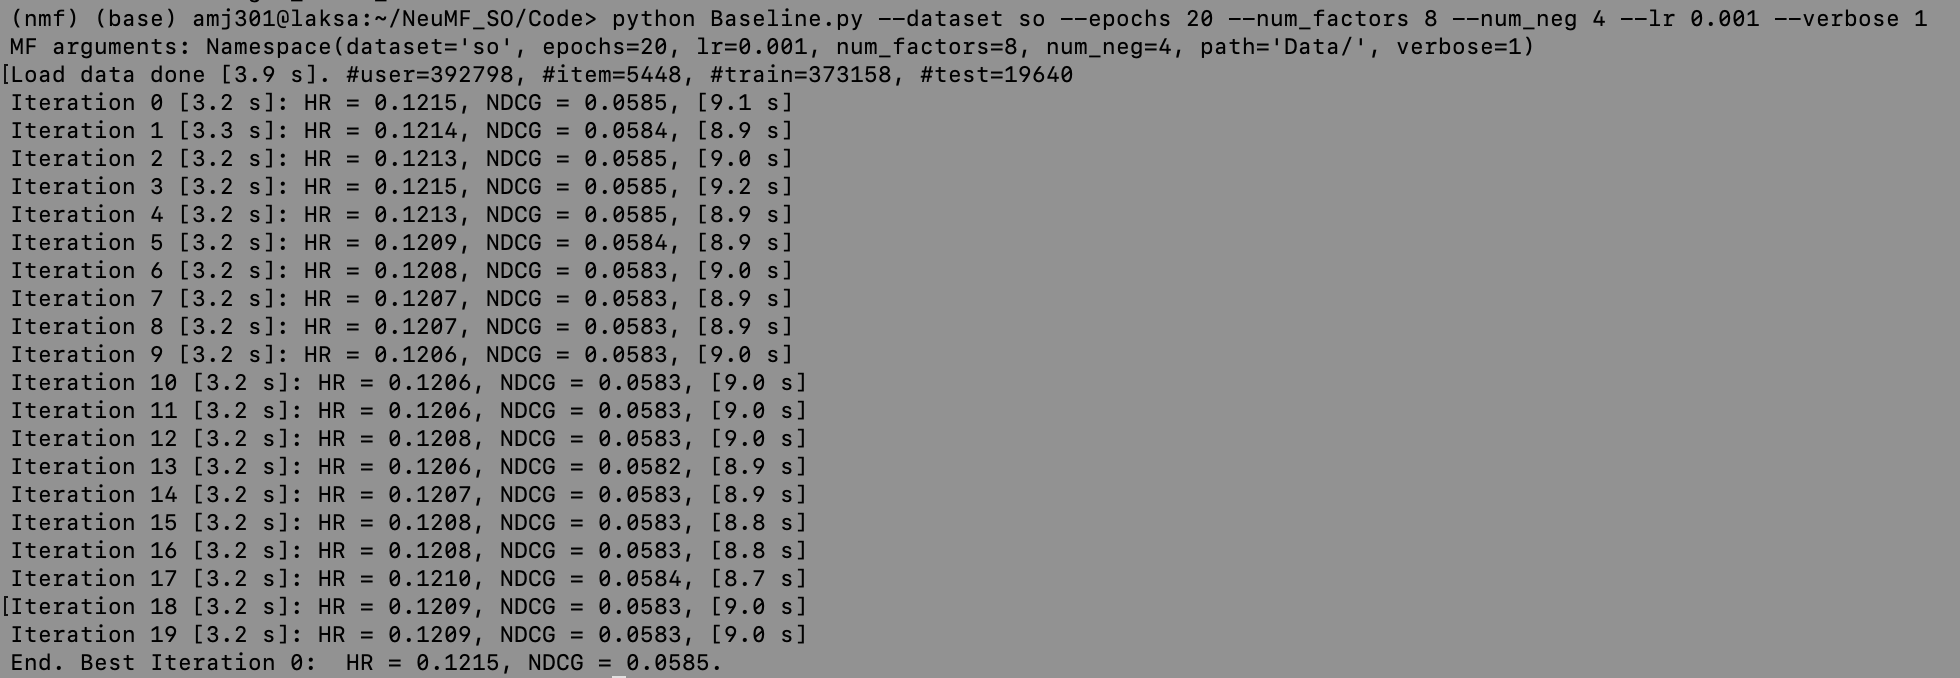 (nmf) (base) amj301@laksa:~/NeuMF_SO/Code> python Baseline.py --dataset so --epochs 20 --num_factors 8 --num_neg 4 --lr 0.001 --verbose 1
MF arguments: Namespace(dataset='so', epochs=20, lr=0.001, num_factors=8, num_neg=4, path='Data/', verbose=1)
[Load data done [3.9 s]. #user=392798, #item=5448, #train=373158, #test=19640
Iteration 0 [3.2 s]: HR = 0.1215, NDCG = 0.0585, [9.1 s]
Iteration 1 [3.3 s]: HR = 0.1214, NDCG = 0.0584, [8.9 s]
Iteration 2 [3.2 s]: HR = 0.1213, NDCG = 0.0585, [9.0 s]
Iteration 3 [3.2 s]: HR = 0.1215, NDCG = 0.0585, [9.2 s]
Iteration 4 [3.2 s]: HR = 0.1213, NDCG = 0.0585, [8.9 s]
Iteration 5 [3.2 s]: HR = 0.1209, NDCG = 0.0584, [8.9 s]
Iteration 6 [3.2 s]: HR = 0.1208, NDCG = 0.0583, [9.0 s]
Iteration 7 [3.2 s]: HR = 0.1207, NDCG = 0.0583, [8.9 s]
Iteration 8 [3.2 s]: HR = 0.1207, NDCG = 0.0583, [8.9 s]
Iteration 9 [3.2 s]: HR = 0.1206, NDCG = 0.0583, [9.0 s]
Iteration 10 [3.2 s]: HR = 0.1206, NDCG = 0.0583, [9.0 s]
Iteration 11 [3.2 s]: HR = 0.1206, NDCG = 0.0583, [9.0 s]
Iteration 12 [3.2 s]: HR = 0.1208, NDCG = 0.0583, [9.0 s]
Iteration 13 [3.2 s]: HR = 0.1206, NDCG = 0.0582, [8.9 s]
Iteration 14 [3.2 s]: HR = 0.1207, NDCG = 0.0583, [8.9 s]
Iteration 15 [3.2 s]: HR = 0.1208, NDCG = 0.0583, [8.8 s]
Iteration 16 [3.2 s]: HR = 0.1208, NDCG = 0.0583, [8.8 s]
Iteration 17 [3.2 s]: HR = 0.1210, NDCG = 0.0584, [8.7 s]
[Iteration 18 [3.2 s]: HR = 0.1209, NDCG = 0.0583, [9.0 s]
Iteration 19 [3.2 s]: HR = 0.1209, NDCG = 0.0583, [9.0 s]
End. Best Iteration 0:  HR = 0.1215, NDCG = 0.0585.